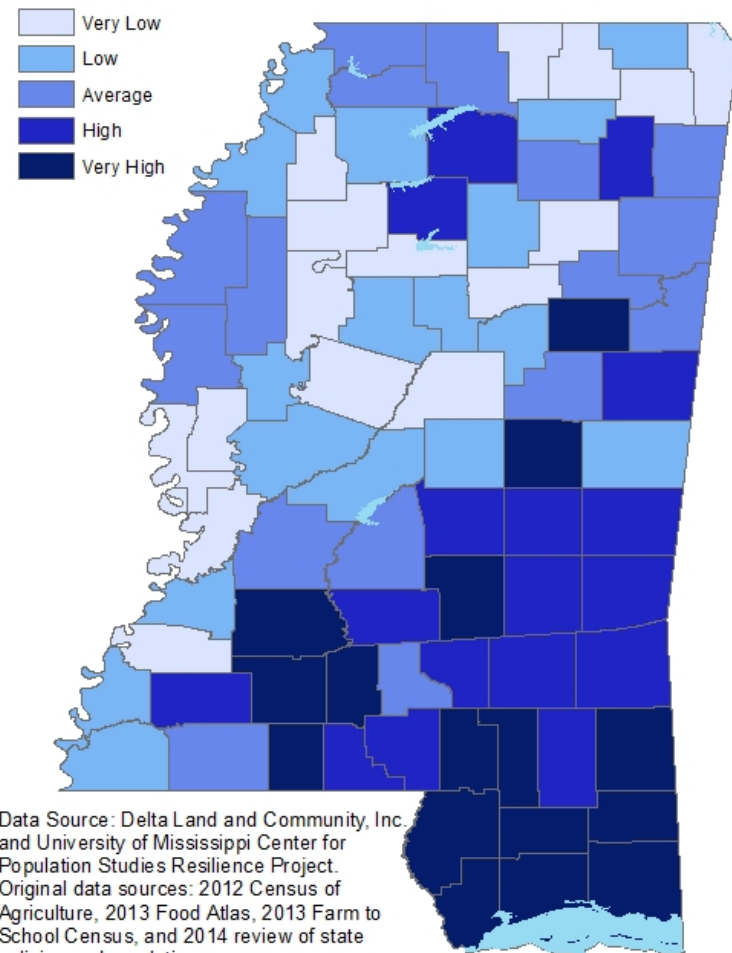 Very Low
Low
Average
High
Very High
Data Source: Delta Land and Community, Inc.
and University of Mississippi Center for
Population Studies Resilience Project.
Original data sources: 2012 Census of
Agriculture, 2013 Food Atlas, 2013 Farm to
School Census, and 2014 review of state